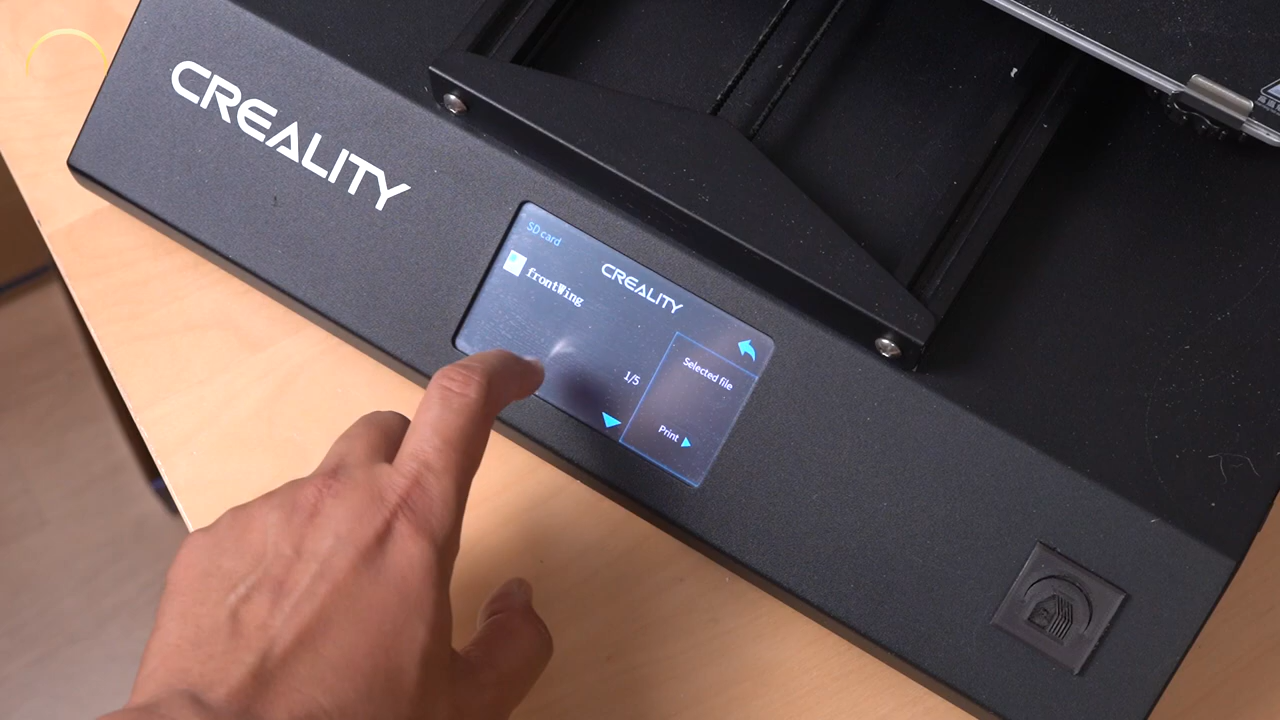 CREALITY
SD card
CREALITY
frontWing
Selected file
1/5
Print